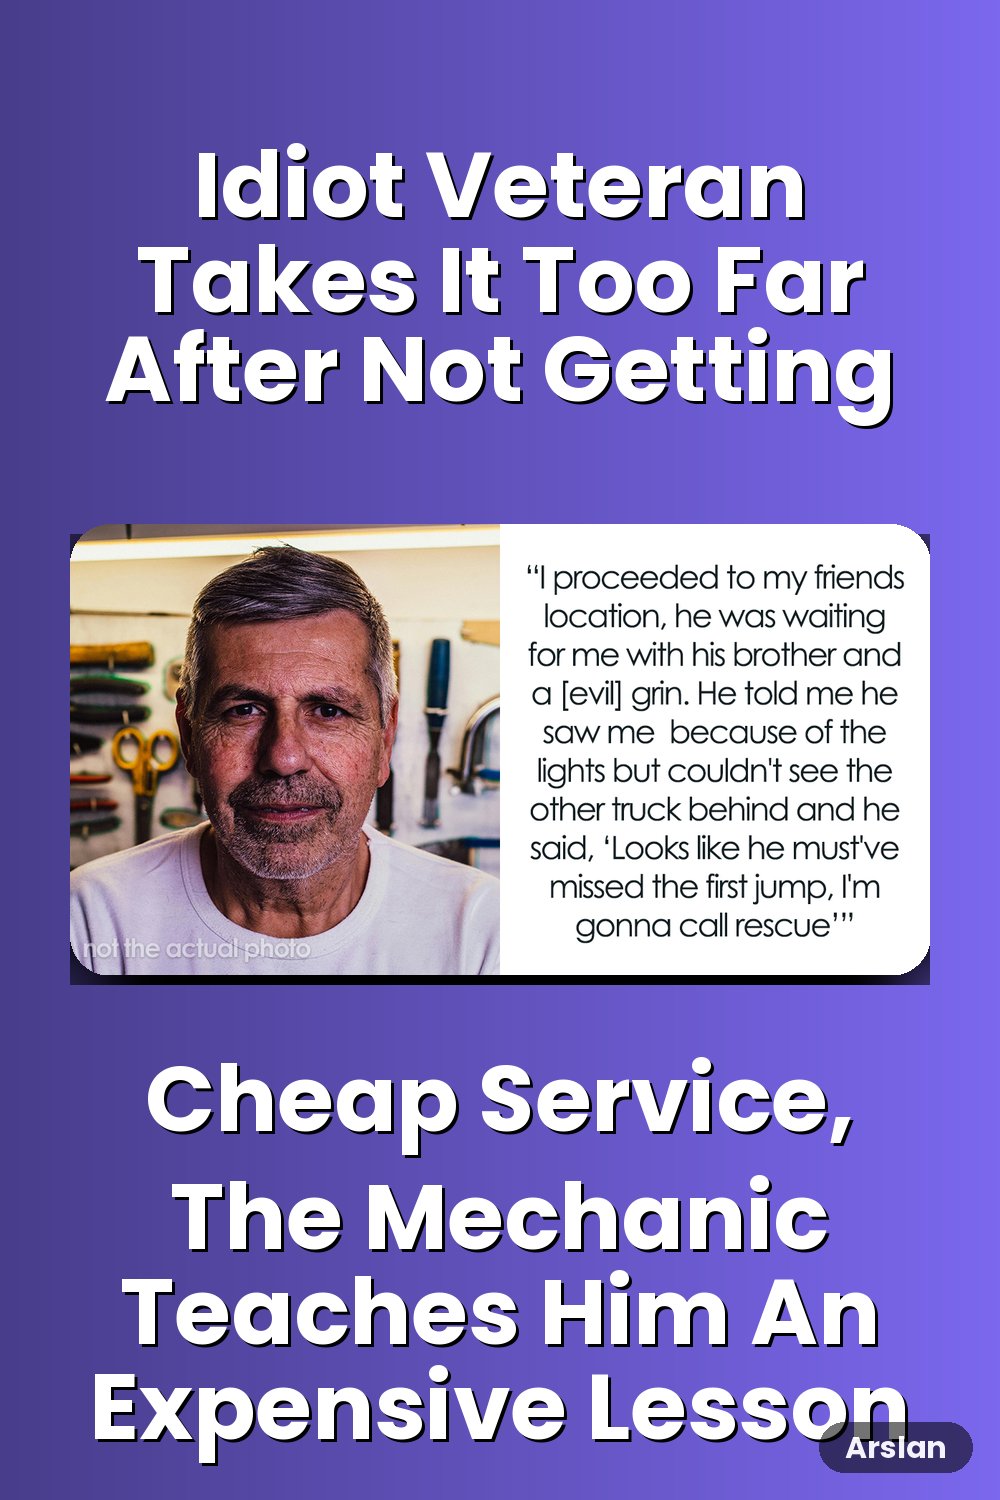 Idiot Veteran
Takes It Too Far
After Not Getting
“I proceeded to my friends
location, he was waiting
for me with his brother and
a [evil] grin. He told me he
saw me because of the
lights but couldn't see the
other truck behind and he
said, ‘Looks like he must've
missed the first jump, I'm
gonna call rescue’”
not the actual photo
Cheap Service,
The Mechanic
Teaches Him An
Expensive Lesson
Arslan